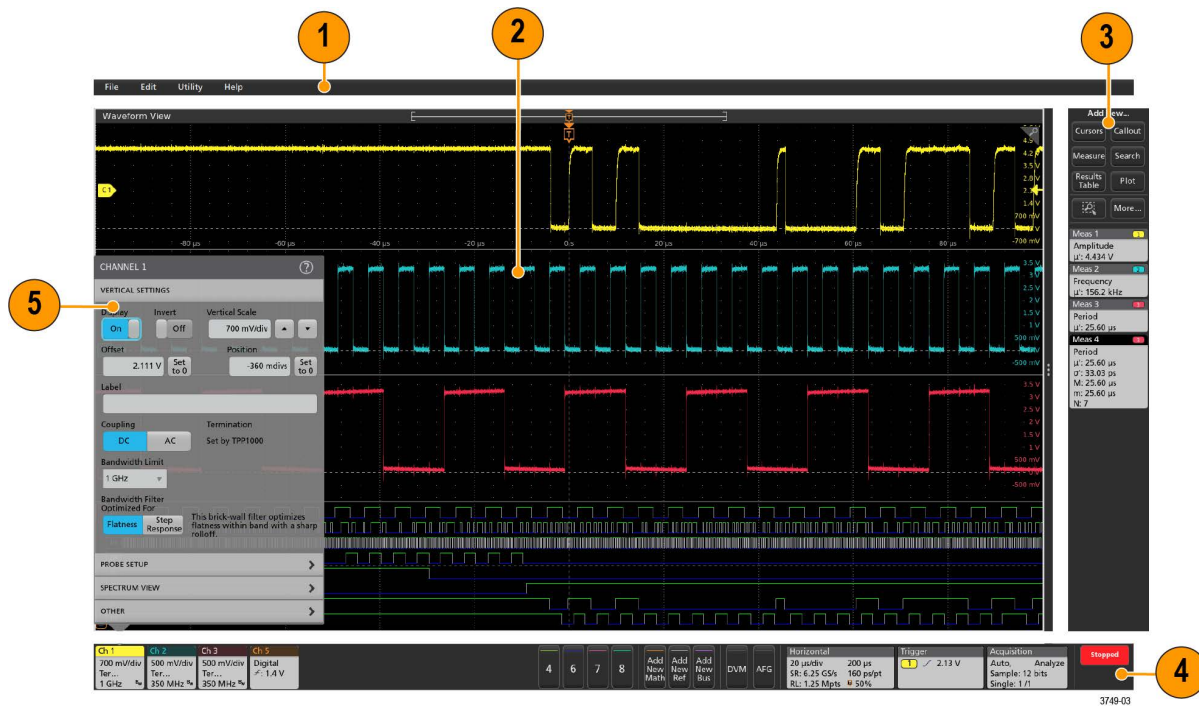 1
2
3
File Edit Utility Help
Waveform View
Add New...
Cursors Callout
Measure Search
Results Table Plot
More...
T
T
C1
4.2 V
3.5 V
2.8 V
1.4 V
700 mV
-700 mV
-80 µs -60 µs -40 µs -20 µs 0 s 20 µs 40 µs 60 µs 80 µs
Meas 1 1
Amplitude
µ': 4.434 V
Meas 2 2
Frequency
µ': 156.2 kHz
Meas 3 3
Period
µ': 25.60 µs
Meas 4 3
Period
µ': 25.60 µs
σ': 33.03 ps
M: 25.60 µs
m: 25.60 µs
N: 7
3.5 V
2.5 V
2 V
1.5 V
1 V
500 mV
-500 mV
3.5 V
3 V
2.5 V
2 V
1.5 V
1 V
500 mV
-500 mV
5
CHANNEL 1 ?
VERTICAL SETTINGS
Display Invert Vertical Scale
On Off 700 mV/div
Offset Position
2.111 V Set to 0 -360 mdivs Set to 0
Label
Coupling Termination
DC AC Set by TPP1000
Bandwidth Limit
1 GHz
Bandwidth Filter
Optimized For
Flatness Step Response This brick-wall filter optimizes
flatness within band with a sharp
rolloff.
PROBE SETUP
SPECTRUM VIEW
OTHER
Ch 1
700 mV/div
Ter...
1 GHz
Ch 2
500 mV/div
Ter...
350 MHz
Ch 3
500 mV/div
Ter...
350 MHz
Ch 5
Digital
: 1.4 V
4 6 7 8
Add New Math
Add New Ref
Add New Bus
DVM AFG
Horizontal
20 µs/div 200 µs
SR: 6.25 GS/s 160 ps/pt
RL: 1.25 Mpts 50%
Trigger
1 2.13 V
Acquisition
Auto, Analyze
Sample: 12 bits
Single: 1 /1
Stopped
4
3749-03